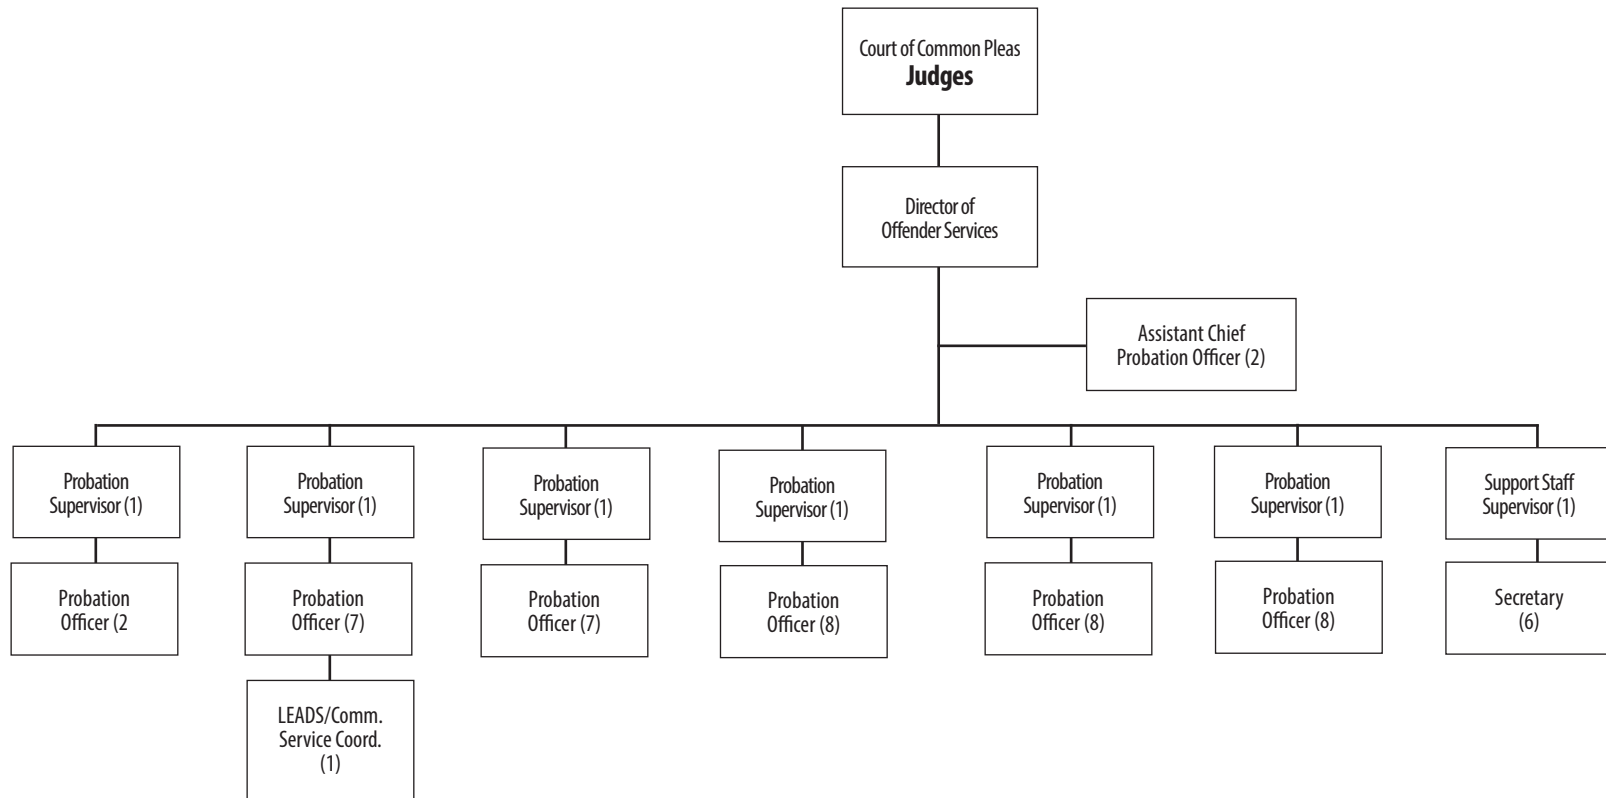 Court of Common Pleas
Judges
Director of
Offender Services
Assistant Chief
Probation Officer (2)
Probation
Supervisor (1)
Probation
Supervisor (1)
Probation
Supervisor (1)
Probation
Supervisor (1)
Probation
Supervisor (1)
Probation
Supervisor (1)
Support Staff
Supervisor (1)
Probation
Officer (2
Probation
Officer (7)
Probation
Officer (7)
Probation
Officer (8)
Probation
Officer (8)
Probation
Officer (8)
Secretary
(6)
LEADS/Comm.
Service Coord.
(1)